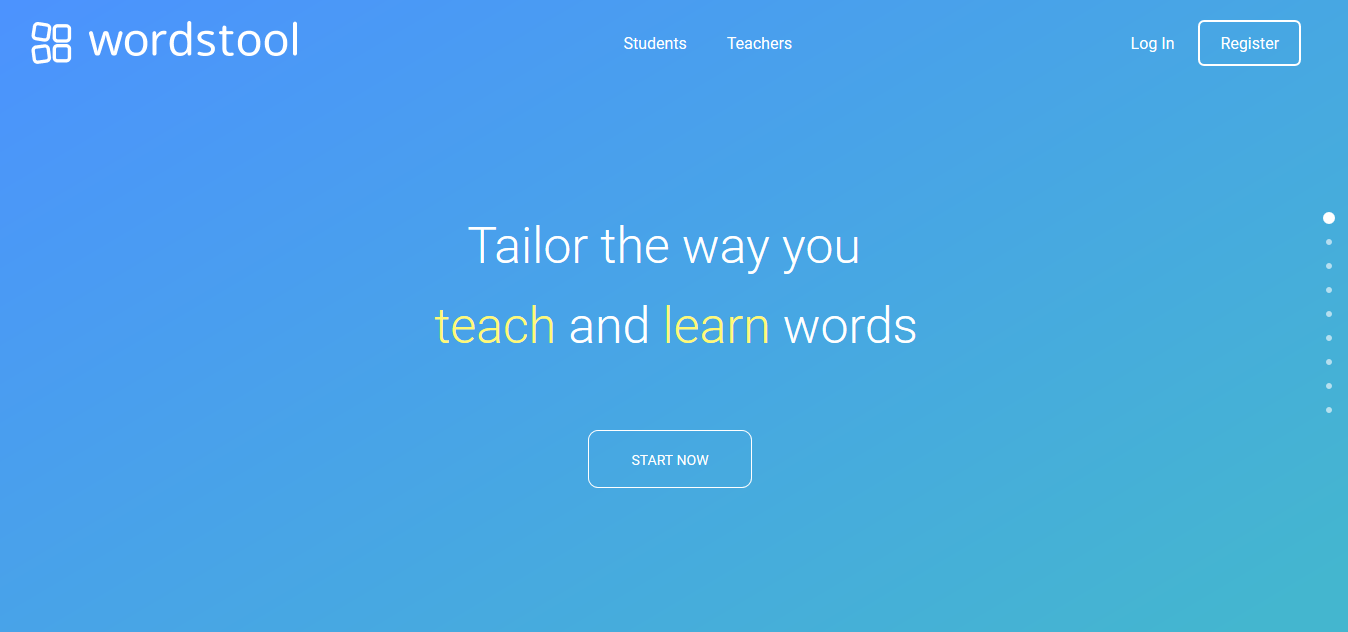 wordstool
Students
Teachers
Log In
Register
Tailor the way you
teach and learn words
START NOW